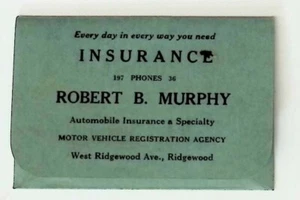 Every day in every way you need
INSURANCE
197 PHONES 36
ROBERT B. MURPHY
Automobile Insurance a Specialty
MOTOR VEHICLE REGISTRATION AGENCY
West Ridgewood Ave., Ridgewood